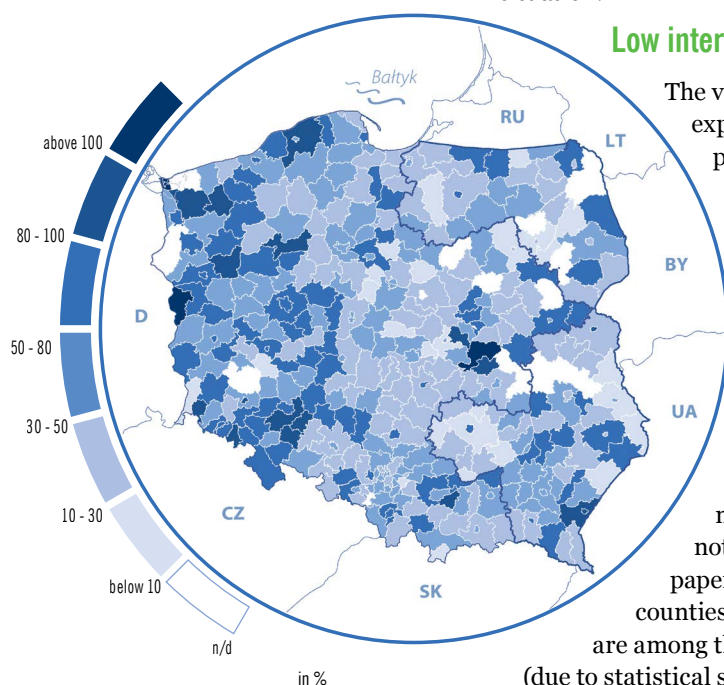 Low inter
The v
exp
p
Bałtyk
RU
LT
BY
D
UA
CZ
SK
above 100
80 - 100
50 - 80
30 - 50
10 - 30
below 10
n/d
in %
n
not
paper
counties
are among th
(due to statistical s